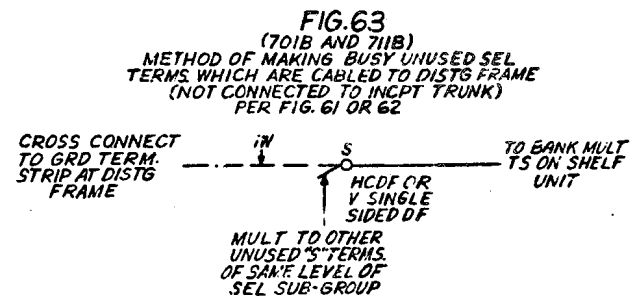 FIG.63
(701B AND 711B)
METHOD OF MAKING BUSY UNUSED SEL
TERMS. WHICH ARE CABLED TO DISTG FRAME
(NOT CONNECTED TO INCPT TRUNK)
PER FIG. 61 OR 62
CROSS CONNECT
TO GRD TERM.
STRIP AT DISTG
FRAME
IN
S
HCDF OR
V SINGLE
SIDED DF
TO BANK MULT
TS ON SHELF
UNIT
MULT TO OTHER
UNUSED "S" TERMS.
OF SAME LEVEL OF
SEL SUB-GROUP